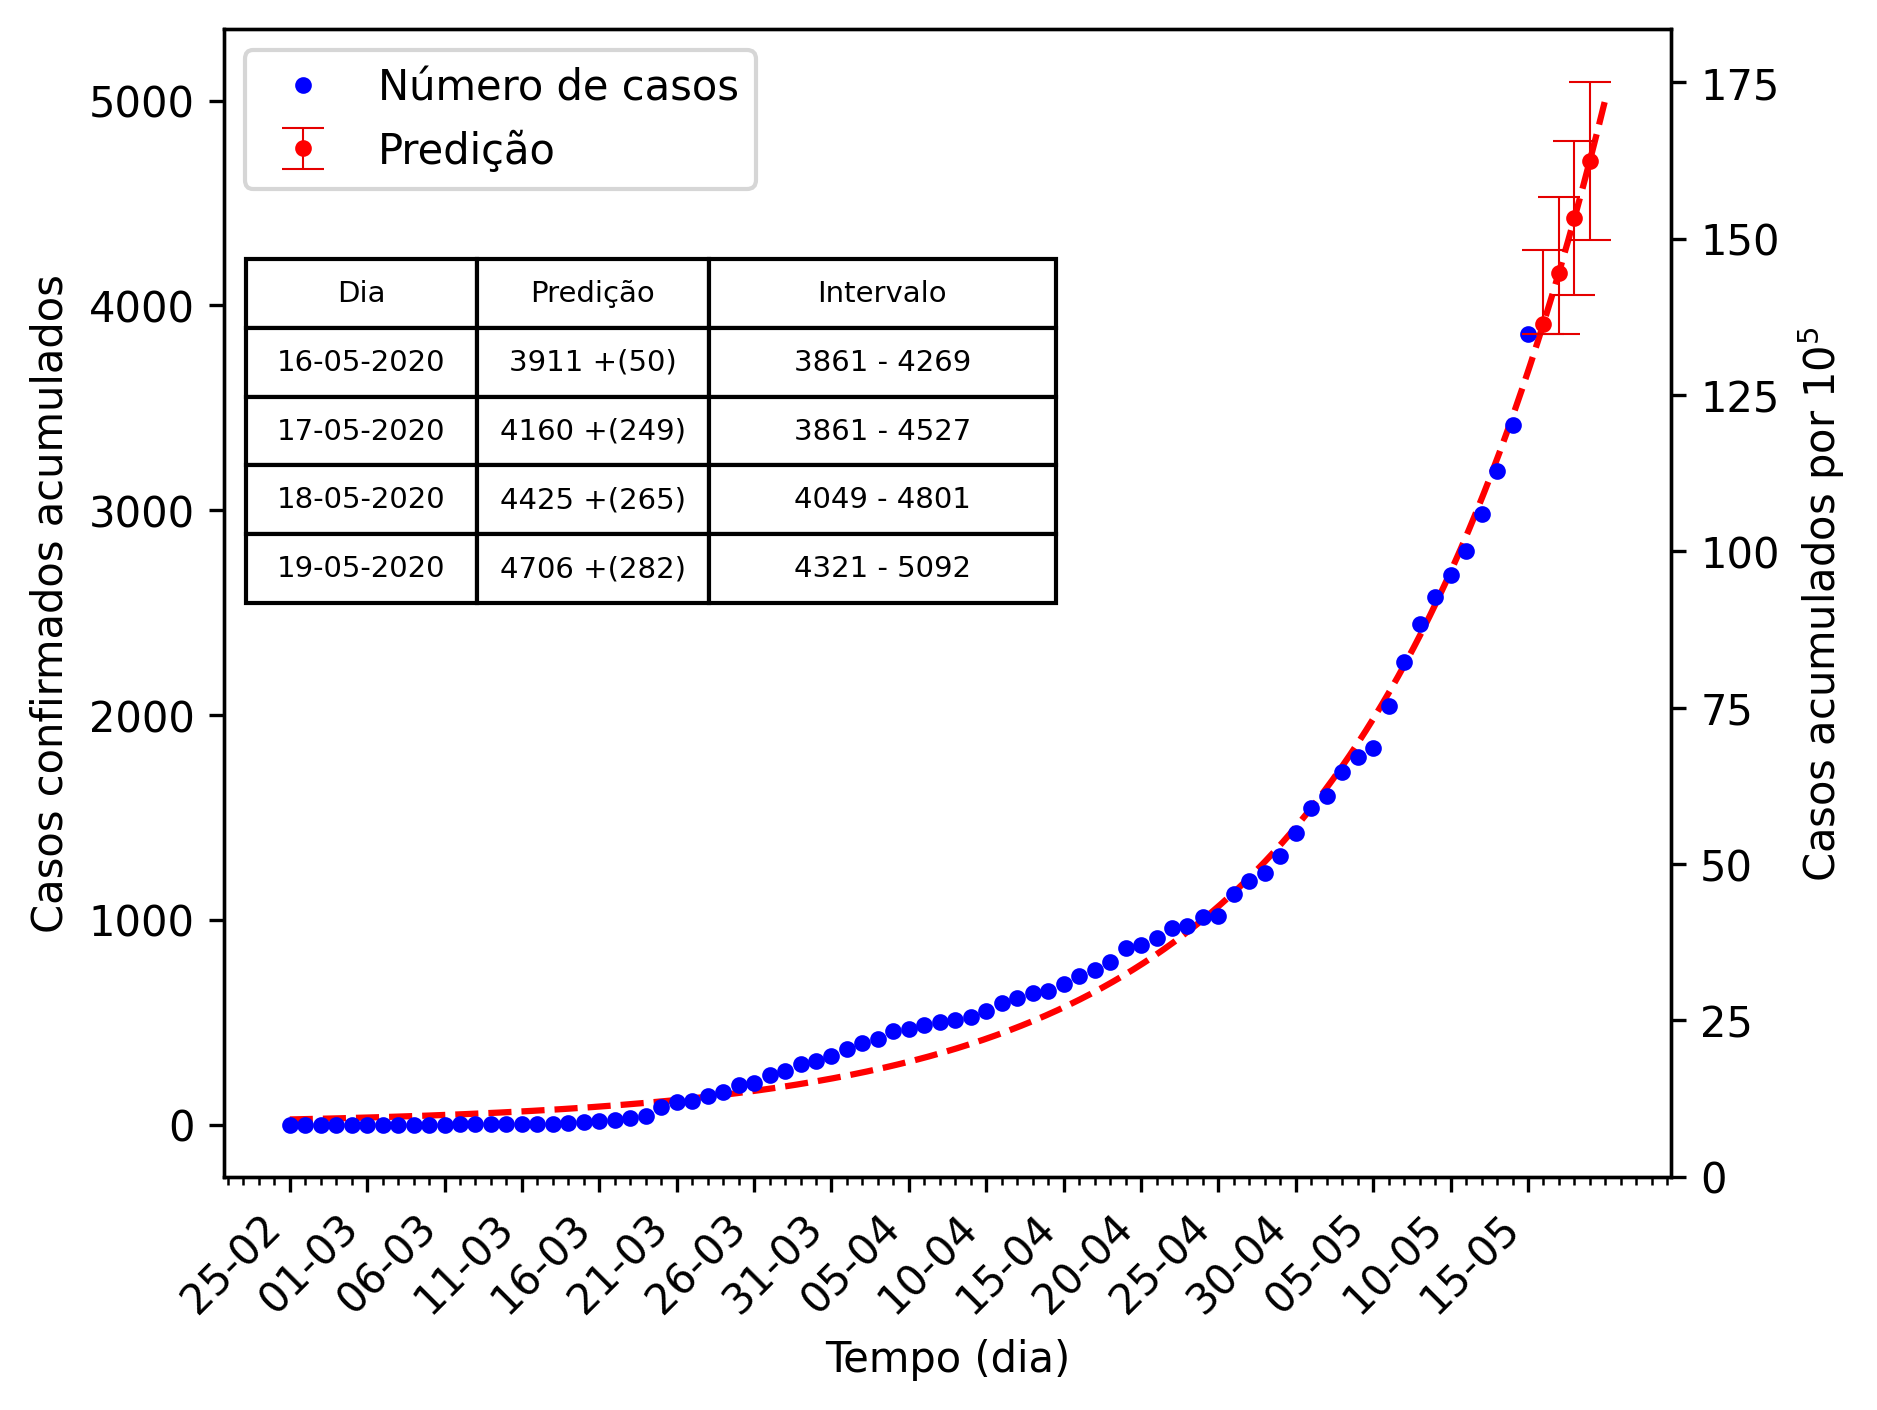 Número de casos
Predição
Dia Predição Intervalo
16-05-2020 3911 +(50) 3861 - 4269
17-05-2020 4160 +(249) 3861 - 4527
18-05-2020 4425 +(265) 4049 - 4801
19-05-2020 4706 +(282) 4321 - 5092
Casos confirmados acumulados
5000
4000
3000
2000
1000
0
175
150
125
100
75
50
25
0
Casos acumulados por 10⁵
25-02 01-03 06-03 11-03 16-03 21-03 26-03 31-03 05-04 10-04 15-04 20-04 25-04 30-04 05-05 10-05 15-05
Tempo (dia)